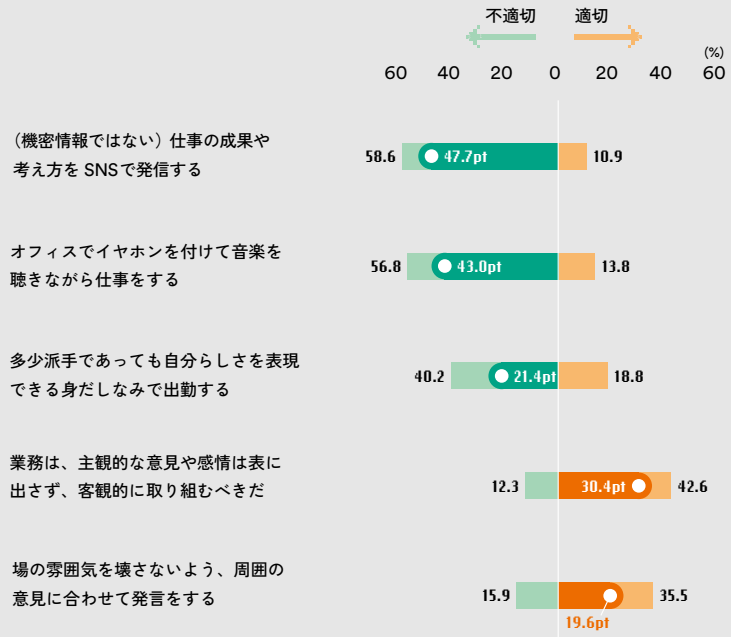 不適切 適切
(%)
60 40 20 0 20 40 60
（機密情報ではない）仕事の成果や
考え方をSNSで発信する
58.6 47.7pt 10.9
オフィスでイヤホンを付けて音楽を
聴きながら仕事をする
56.8 43.0pt 13.8
多少派手であっても自分らしさを表現
できる身だしなみで出勤する
40.2 21.4pt 18.8
業務は、主観的な意見や感情は表に
出さず、客観的に取り組むべきだ
12.3 30.4pt 42.6
場の雰囲気を壊さないよう、周囲の
意見に合わせて発言をする
15.9 35.5
19.6pt